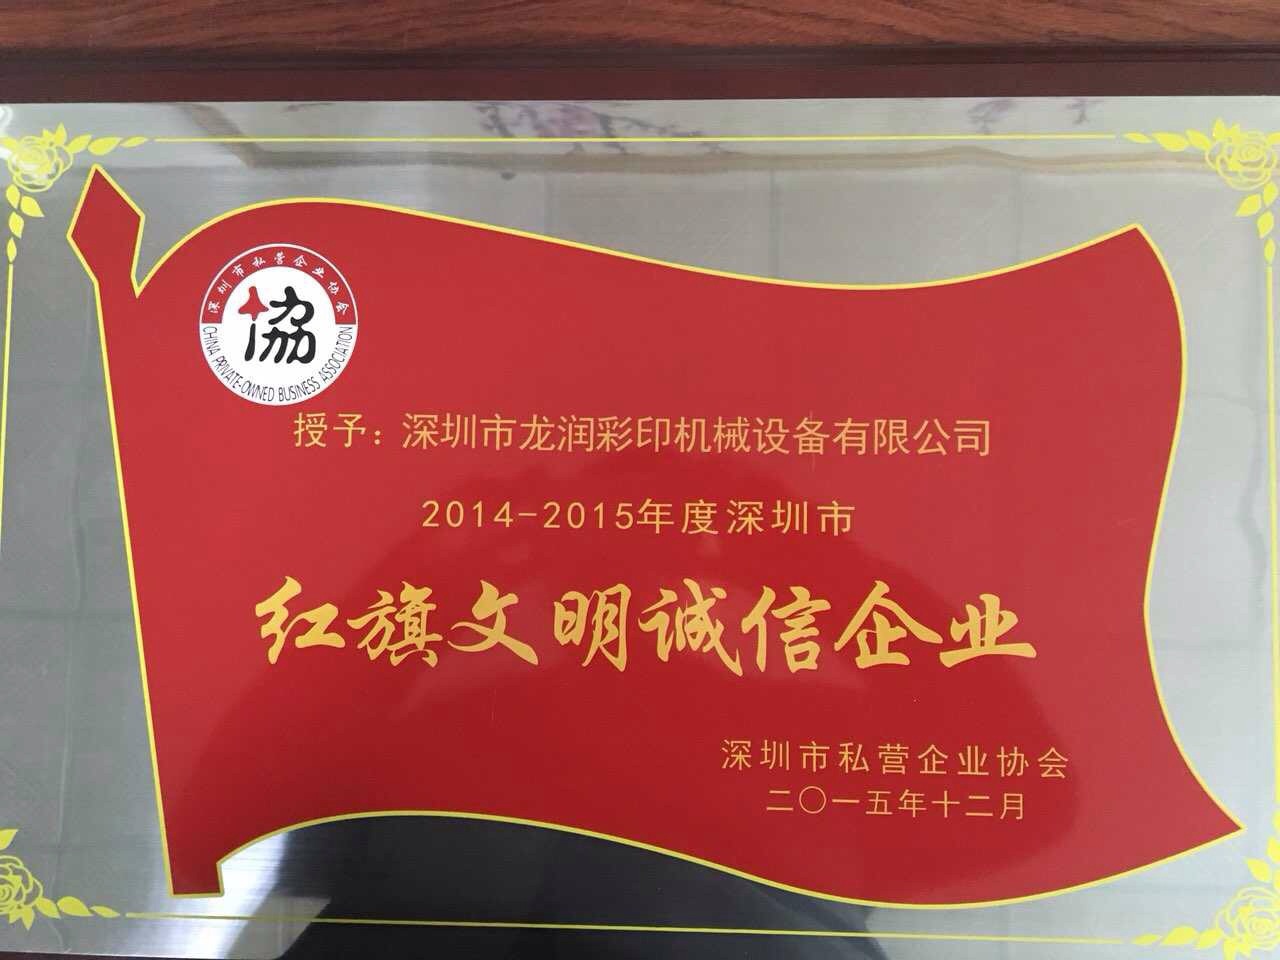 深圳市私营企业协会
協
CHINA PRIVATE-OWNED BUSINESS ASSOCIATION
授予：深圳市龙润彩印机械设备有限公司
2014-2015年度深圳市
红旗文明诚信企业
深圳市私营企业协会
二〇一五年十二月